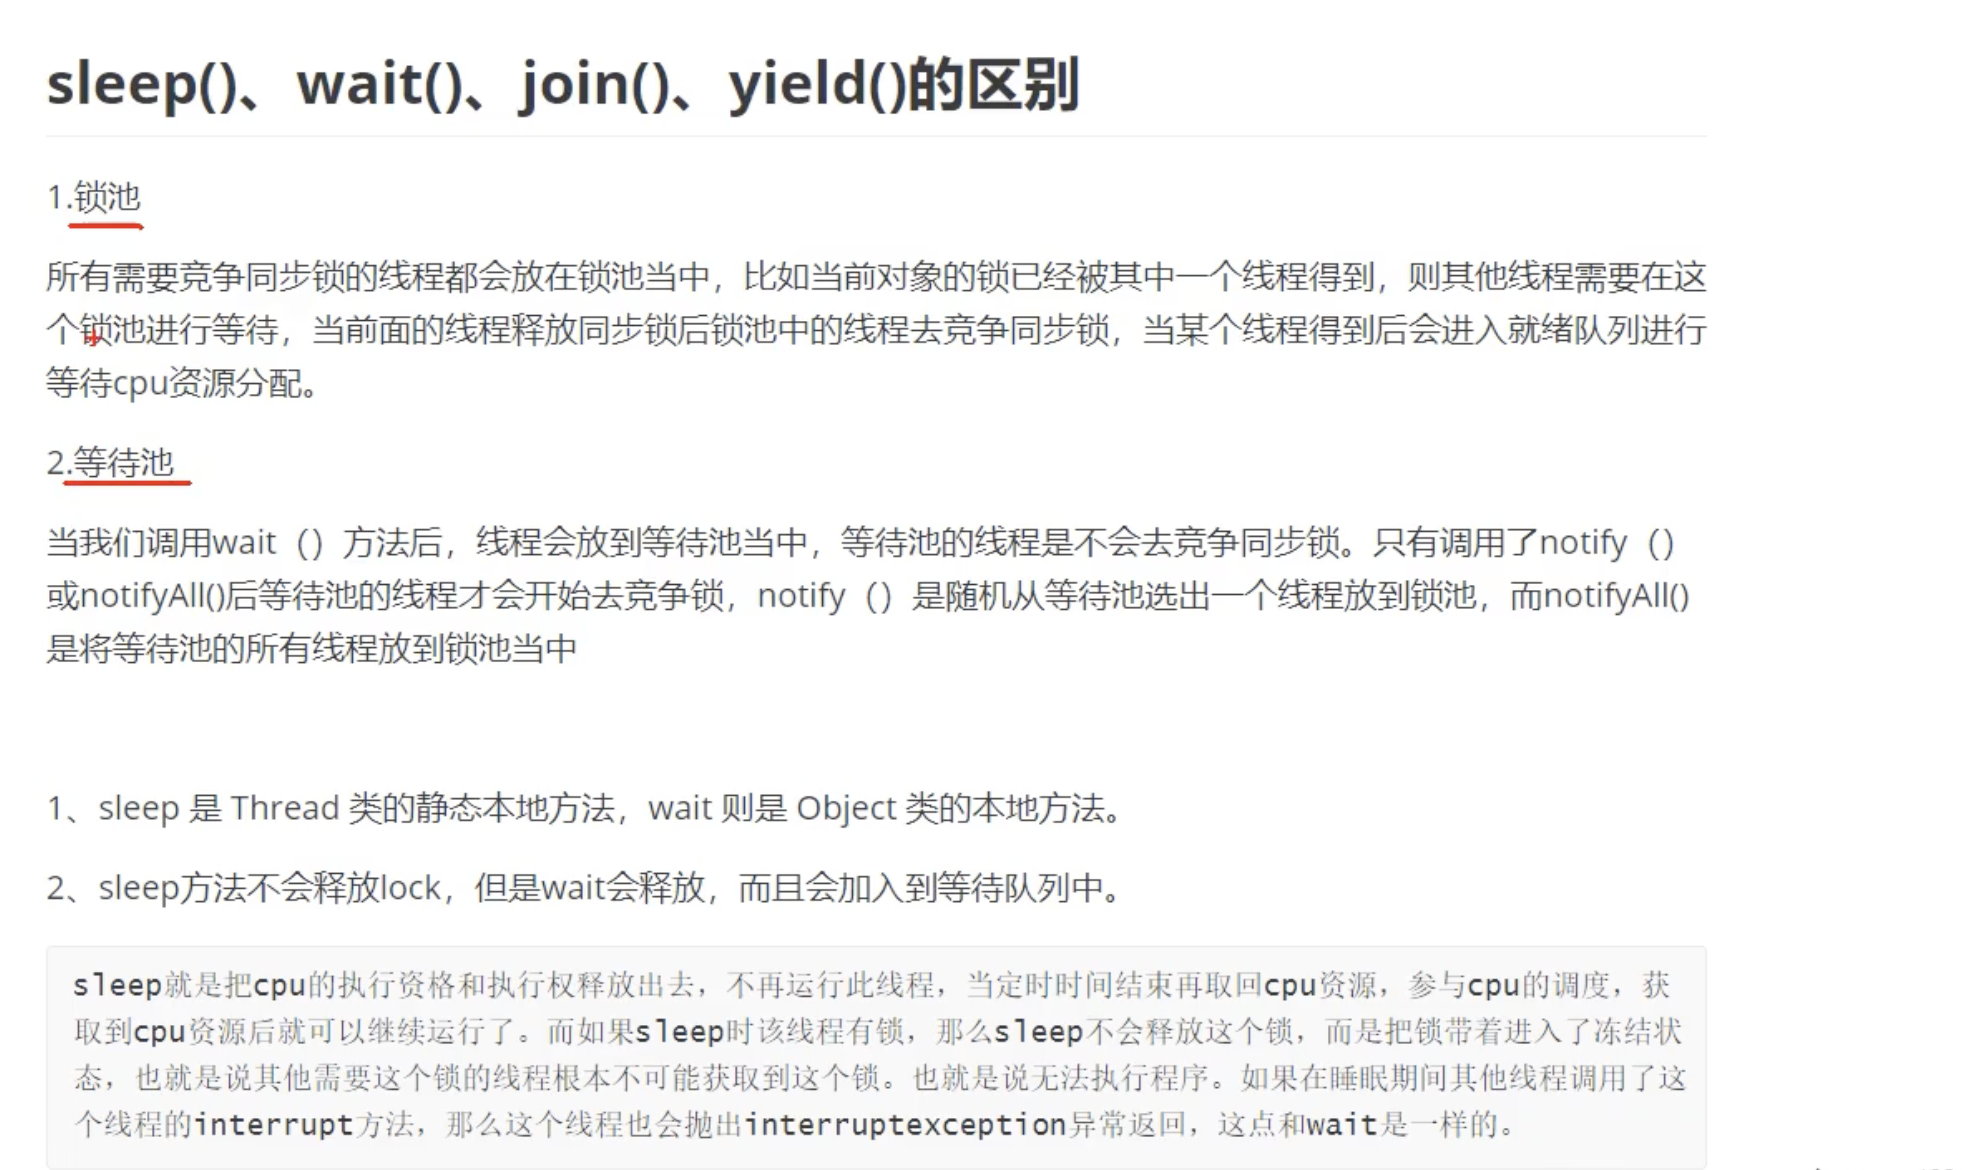 sleep()、wait()、join()、yield()的区别
1.锁池
所有需要竞争同步锁的线程都会放在锁池当中，比如当前对象的锁已经被其中一个线程得到，则其他线程需要在这
个锁池进行等待，当前面的线程释放同步锁后锁池中的线程去竞争同步锁，当某个线程得到后会进入就绪队列进行
等待cpu资源分配。
2.等待池
当我们调用wait（）方法后，线程会放到等待池当中，等待池的线程是不会去竞争同步锁。只有调用了notify（）
或notifyAll()后等待池的线程才会开始去竞争锁，notify（）是随机从等待池选出一个线程放到锁池，而notifyAll()
是将等待池的所有线程放到锁池当中
1、sleep 是 Thread 类的静态本地方法，wait 则是 Object 类的本地方法。
2、sleep方法不会释放lock，但是wait会释放，而且会加入到等待队列中。
sleep就是把cpu的执行资格和执行权释放出去，不再运行此线程，当定时时间结束再取回cpu资源，参与cpu的调度，获
取到cpu资源后就可以继续运行了。而如果sleep时该线程有锁，那么sleep不会释放这个锁，而是把锁带着进入了冻结状
态，也就是说其他需要这个锁的线程根本不可能获取到这个锁。也就是说无法执行程序。如果在睡眠期间其他线程调用了这
个线程的interrupt方法，那么这个线程也会抛出interruptexception异常返回，这点和wait是一样的。